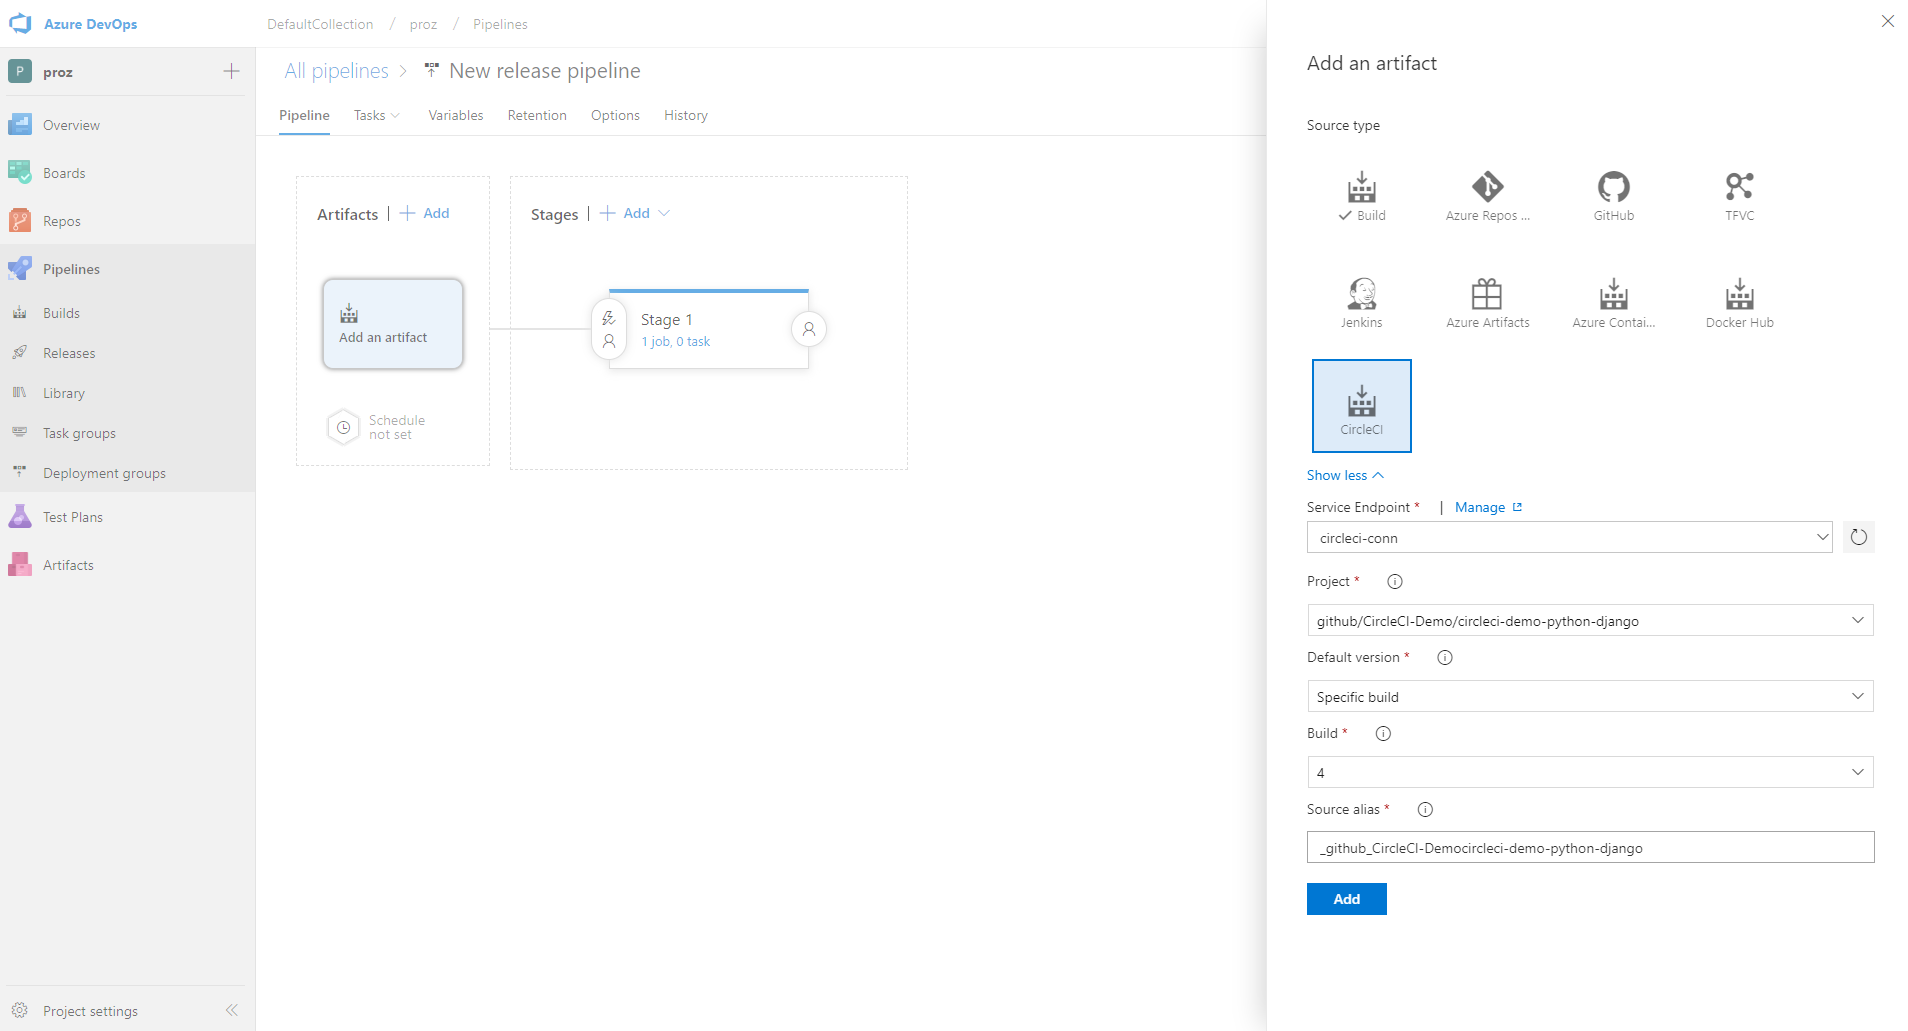 Azure DevOps
DefaultCollection / proz / Pipelines
P proz
Overview
Boards
Repos
Pipelines
Builds
Releases
Library
Task groups
Deployment groups
Test Plans
Artifacts
Project settings
All pipelines > New release pipeline
Pipeline Tasks Variables Retention Options History
Artifacts | + Add
Add an artifact
Schedule
not set
Stages | + Add
Stage 1
1 job, 0 task
Add an artifact
Source type
Build
Azure Repos ...
GitHub
TFVC
Jenkins
Azure Artifacts
Azure Contai...
Docker Hub
CircleCI
Show less
Service Endpoint * | Manage
circleci-conn
Project *
github/CircleCI-Demo/circleci-demo-python-django
Default version *
Specific build
Build *
4
Source alias *
_github_CircleCI-Democircleci-demo-python-django
Add